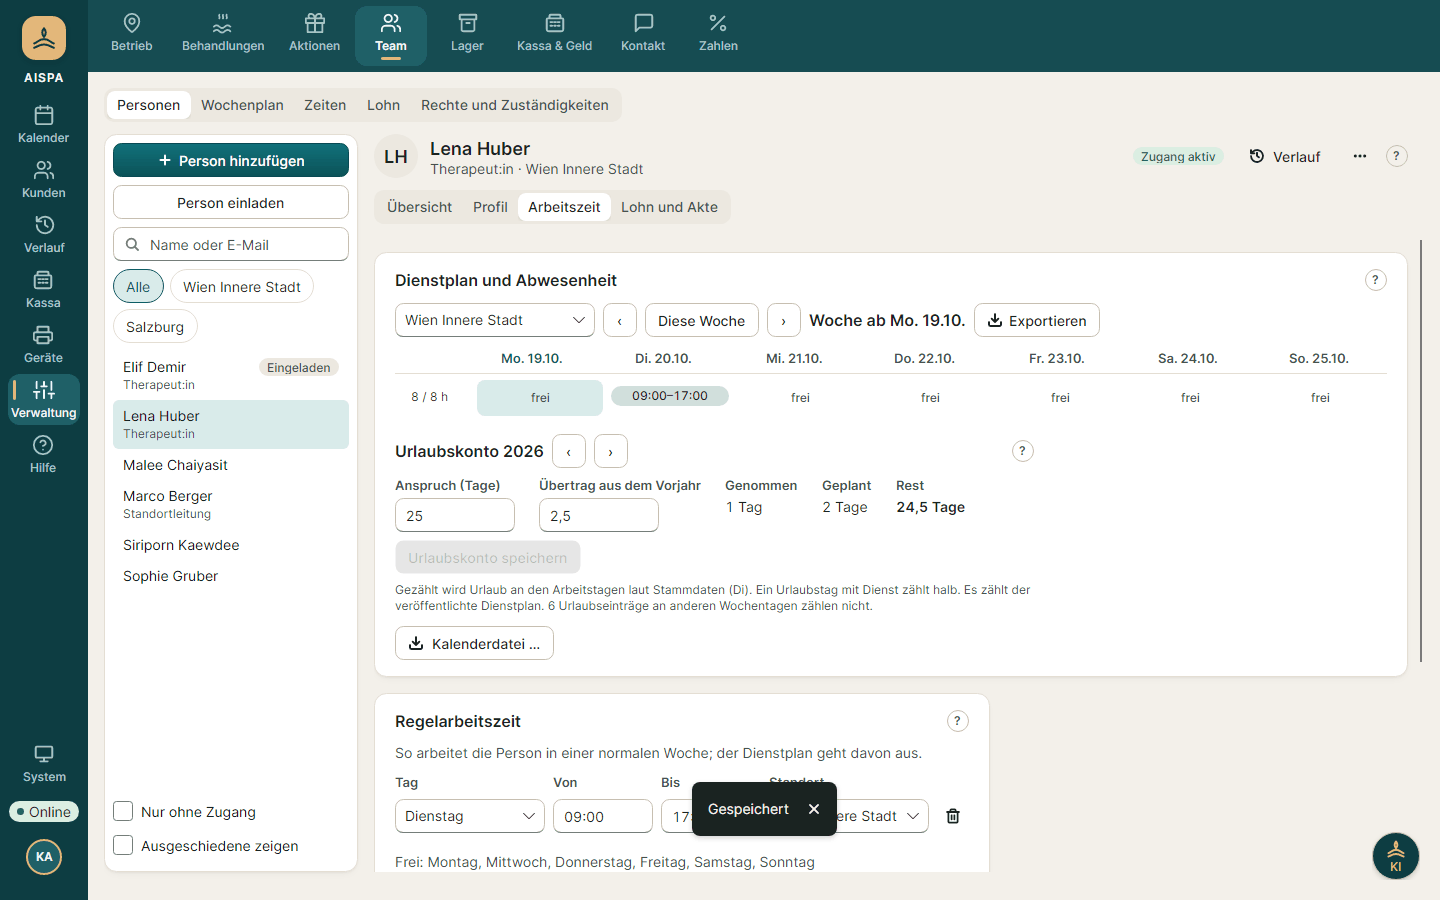 AISPA
Kalender
Kunden
Verlauf
Kassa
Geräte
Verwaltung
Hilfe
System
Online
KA
Betrieb
Behandlungen
Aktionen
Team
Lager
Kassa & Geld
Kontakt
Zahlen
Personen
Wochenplan
Zeiten
Lohn
Rechte und Zuständigkeiten
+ Person hinzufügen
Person einladen
Name oder E-Mail
Alle
Wien Innere Stadt
Salzburg
Elif Demir
Eingeladen
Therapeut:in
Lena Huber
Therapeut:in
Malee Chaiyasit
Marco Berger
Standortleitung
Siriporn Kaewdee
Sophie Gruber
Nur ohne Zugang
Ausgeschiedene zeigen
LH
Lena Huber
Therapeut:in · Wien Innere Stadt
Zugang aktiv
Verlauf
···
?
Übersicht
Profil
Arbeitszeit
Lohn und Akte
Dienstplan und Abwesenheit
?
Wien Innere Stadt
‹
Diese Woche
›
Woche ab Mo. 19.10.
Exportieren
Mo. 19.10.
Di. 20.10.
Mi. 21.10.
Do. 22.10.
Fr. 23.10.
Sa. 24.10.
So. 25.10.
8 / 8 h
frei
09:00–17:00
frei
frei
frei
frei
frei
Urlaubskonto 2026
‹
›
?
Anspruch (Tage)
Übertrag aus dem Vorjahr
Genommen
Geplant
Rest
25
2,5
1 Tag
2 Tage
24,5 Tage
Urlaubskonto speichern
Gezählt wird Urlaub an den Arbeitstagen laut Stammdaten (Di). Ein Urlaubstag mit Dienst zählt halb. Es zählt der
veröffentlichte Dienstplan. 6 Urlaubseinträge an anderen Wochentagen zählen nicht.
Kalenderdatei ...
Regelarbeitszeit
?
So arbeitet die Person in einer normalen Woche; der Dienstplan geht davon aus.
Tag
Von
Bis
Dienstag
09:00
17:
ere Stadt
Gespeichert
Frei: Montag, Mittwoch, Donnerstag, Freitag, Samstag, Sonntag
KI